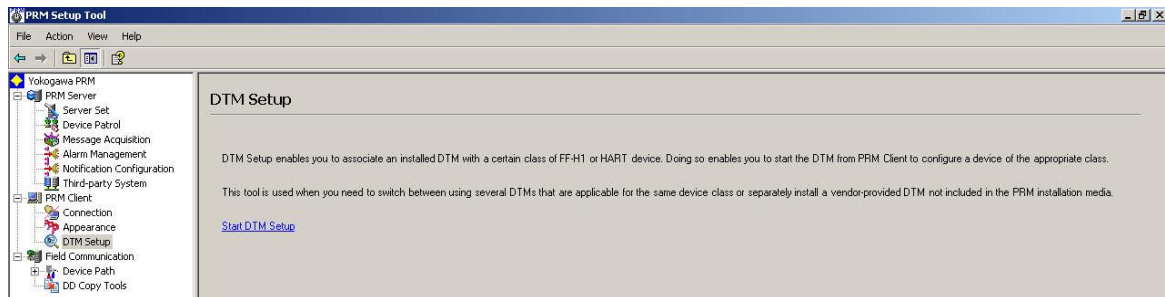 PRM Setup Tool
File Action View Help
Yokogawa PRM
PRM Server
Server Set
Device Patrol
Message Acquisition
Alarm Management
Notification Configuration
Third-party System
PRM Client
Connection
Appearance
DTM Setup
Field Communication
Device Path
DD Copy Tools
DTM Setup
DTM Setup enables you to associate an installed DTM with a certain class of FF-H1 or HART device. Doing so enables you to start the DTM from PRM Client to configure a device of the appropriate class.
This tool is used when you need to switch between using several DTMs that are applicable for the same device class or separately install a vendor-provided DTM not included in the PRM installation media.
Start DTM Setup